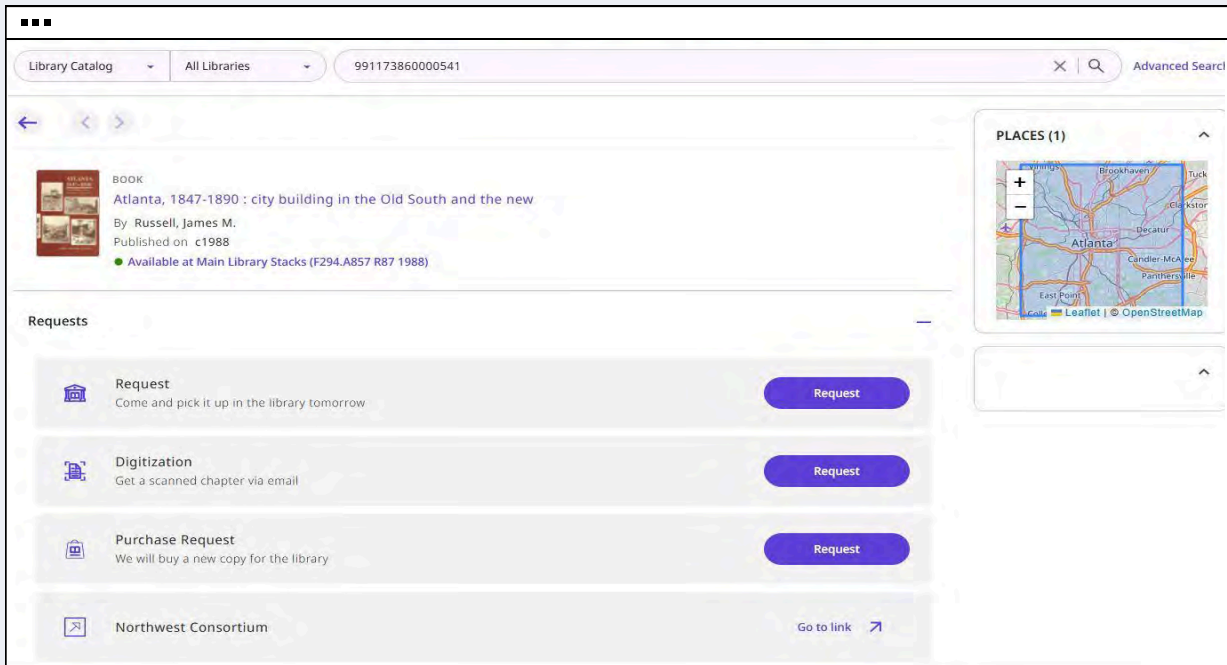 Library Catalog
All Libraries
991173860000541
Advanced Search
PLACES (1)
BOOK
Atlanta, 1847-1890 : city building in the Old South and the new
By Russell, James M.
Published on c1988
Available at Main Library Stacks (F294.A857 R87 1988)
+
−
Vinings
Brookhaven
Tuck
Clarkston
Decatur
Atlanta
Candler-McAfee
Panthersville
East Point
Colle
Leaflet | © OpenStreetMap
Requests
Request
Come and pick it up in the library tomorrow
Request
Digitization
Get a scanned chapter via email
Request
Purchase Request
We will buy a new copy for the library
Request
Northwest Consortium
Go to link